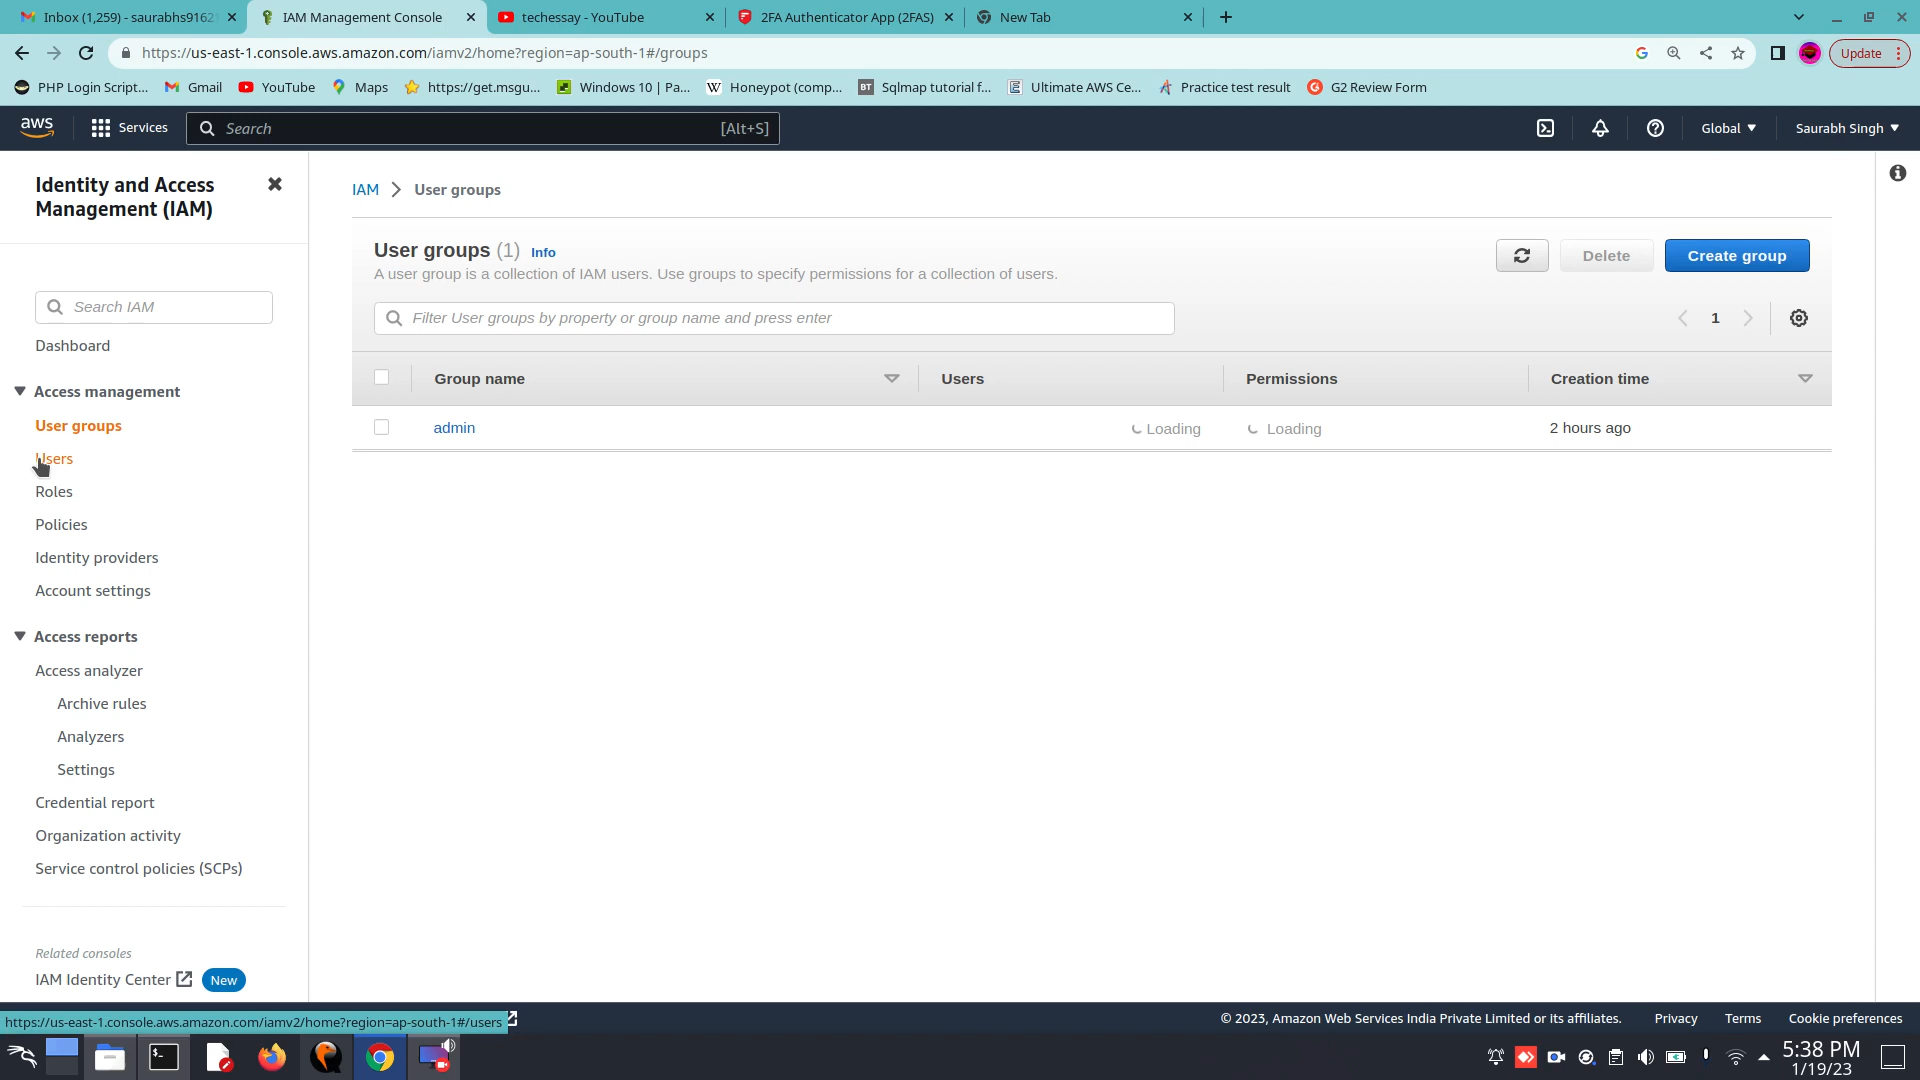 Inbox (1,259) - saurabhs9162
IAM Management Console
techessay - YouTube
2FA Authenticator App (2FAS)
New Tab
https://us-east-1.console.aws.amazon.com/iamv2/home?region=ap-south-1#/groups
Update
PHP Login Script...
Gmail
YouTube
Maps
https://get.msgu...
Windows 10 | Pa...
Honeypot (comp...
Sqlmap tutorial f...
Ultimate AWS Ce...
Practice test result
G2 Review Form
aws
Services
Search
[Alt+S]
Global
Saurabh Singh
Identity and Access
Management (IAM)
Search IAM
Dashboard
Access management
User groups
Users
Roles
Policies
Identity providers
Account settings
Access reports
Access analyzer
Archive rules
Analyzers
Settings
Credential report
Organization activity
Service control policies (SCPs)
Related consoles
IAM Identity Center New
IAM > User groups
User groups (1) Info
A user group is a collection of IAM users. Use groups to specify permissions for a collection of users.
Delete
Create group
Filter User groups by property or group name and press enter
1
Group name Users Permissions Creation time
admin Loading Loading 2 hours ago
https://us-east-1.console.aws.amazon.com/iamv2/home?region=ap-south-1#/users
© 2023, Amazon Web Services India Private Limited or its affiliates.
Privacy
Terms
Cookie preferences
5:38 PM
1/19/23